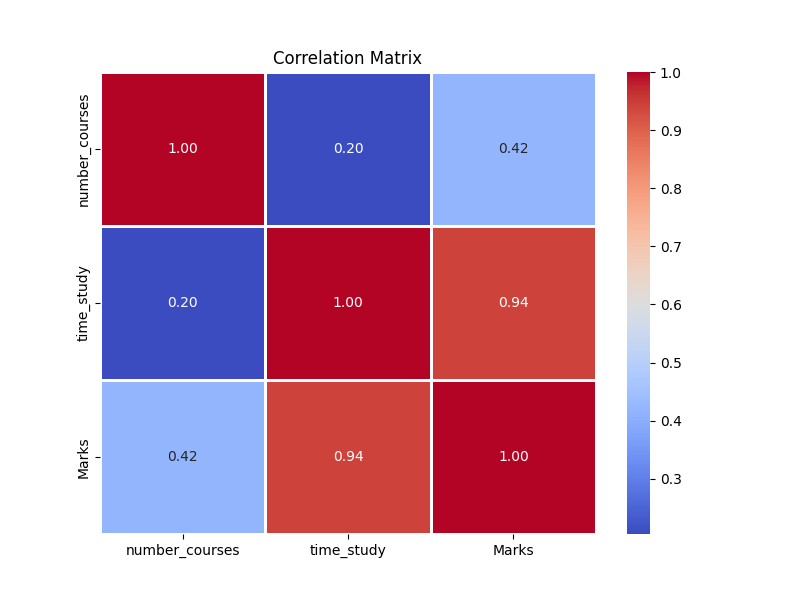 Correlation Matrix
number_courses
1.00
0.20
0.42
time_study
0.20
1.00
0.94
Marks
0.42
0.94
1.00
number_courses
time_study
Marks
1.0
0.9
0.8
0.7
0.6
0.5
0.4
0.3